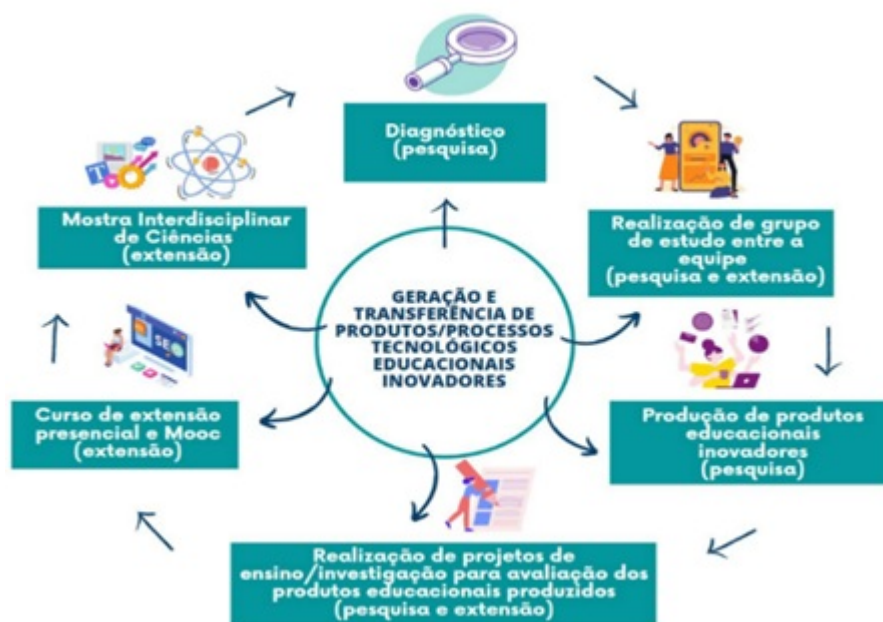 Diagnóstico
(pesquisa)
Realização de grupo
de estudo entre a
equipe
(pesquisa e extensão)
Produção de produtos
educacionais
inovadores
(pesquisa)
Realização de projetos de
ensino/investigação para avaliação dos
produtos educacionais produzidos
(pesquisa e extensão)
Curso de extensão
presencial e Mooc
(extensão)
SEO
Mostra Interdisciplinar
de Ciências
(extensão)
T
GERAÇÃO E
TRANSFERÊNCIA DE
PRODUTOS/PROCESSOS
TECNOLÓGICOS
EDUCACIONAIS
INOVADORES